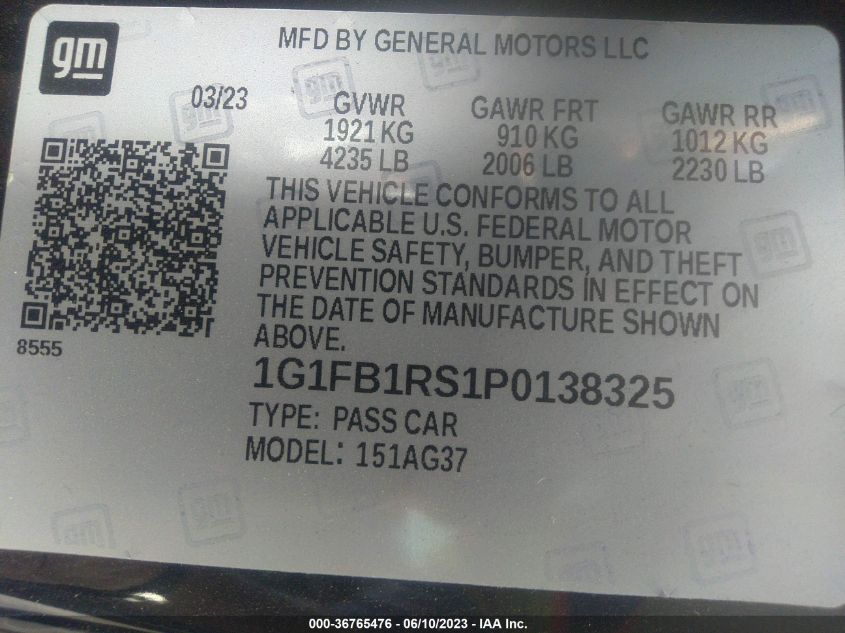 gm
MFD BY GENERAL MOTORS LLC
03/23
GVWR GAWR FRT GAWR RR
1921 KG 910 KG 1012 KG
4235 LB 2006 LB 2230 LB
THIS VEHICLE CONFORMS TO ALL
APPLICABLE U.S. FEDERAL MOTOR
VEHICLE SAFETY, BUMPER, AND THEFT
PREVENTION STANDARDS IN EFFECT ON
THE DATE OF MANUFACTURE SHOWN
ABOVE.
8555
1G1FB1RS1P0138325
TYPE: PASS CAR
MODEL: 151AG37
000-36765476 - 06/10/2023 - IAA Inc.